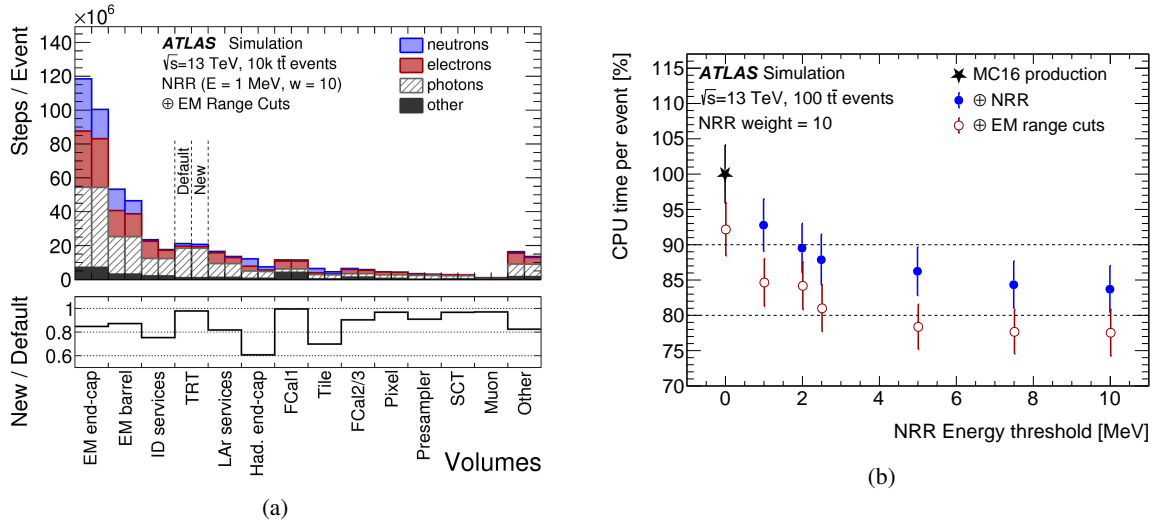 ×10⁶
Steps / Event
140
120
100
80
60
40
20
0
ATLAS Simulation
√s=13 TeV, 10k tt̄ events
NRR (E = 1 MeV, w = 10)
⊕ EM Range Cuts
neutrons
electrons
photons
other
Default
New
New / Default
1
0.8
0.6
EM end-cap
EM barrel
ID services
TRT
LAr services
Had. end-cap
FCal1
Tile
FCal2/3
Pixel
Presampler
SCT
Muon
Other
Volumes
(a)
CPU time per event [%]
115
110
105
100
95
90
85
80
75
70
ATLAS Simulation
√s=13 TeV, 100 tt̄ events
NRR weight = 10
MC16 production
⊕ NRR
⊕ EM range cuts
0 2 4 6 8 10
NRR Energy threshold [MeV]
(b)